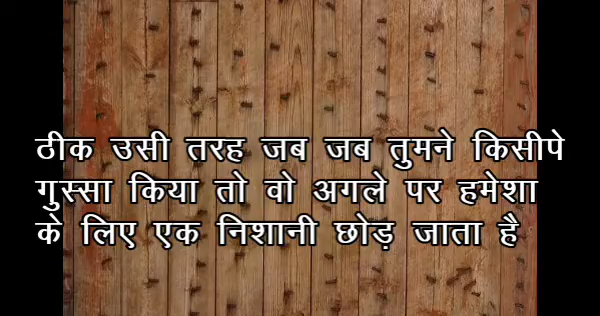 ठीक उसी तरह जब जब तुमने किसीपे
गुस्सा किया तो वो अगले पर हमेशा
के लिए एक निशानी छोड़ जाता है